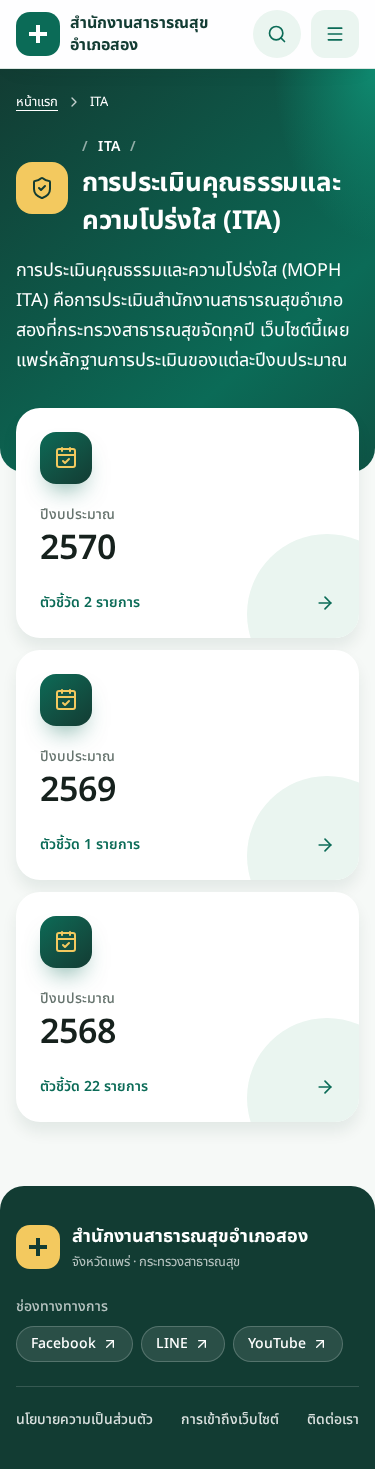 สำนักงานสาธารณสุข
อำเภอสอง
หน้าแรก > ITA
/ ITA /
การประเมินคุณธรรมและ
ความโปร่งใส (ITA)
การประเมินคุณธรรมและความโปร่งใส (MOPH
ITA) คือการประเมินสำนักงานสาธารณสุขอำเภอ
สองที่กระทรวงสาธารณสุขจัดทุกปี เว็บไซต์นี้เผย
แพร่หลักฐานการประเมินของแต่ละปีงบประมาณ
ปีงบประมาณ
2570
ตัวชี้วัด 2 รายการ
ปีงบประมาณ
2569
ตัวชี้วัด 1 รายการ
ปีงบประมาณ
2568
ตัวชี้วัด 22 รายการ
สำนักงานสาธารณสุขอำเภอสอง
จังหวัดแพร่ · กระทรวงสาธารณสุข
ช่องทางทางการ
Facebook LINE YouTube
นโยบายความเป็นส่วนตัว การเข้าถึงเว็บไซต์ ติดต่อเรา